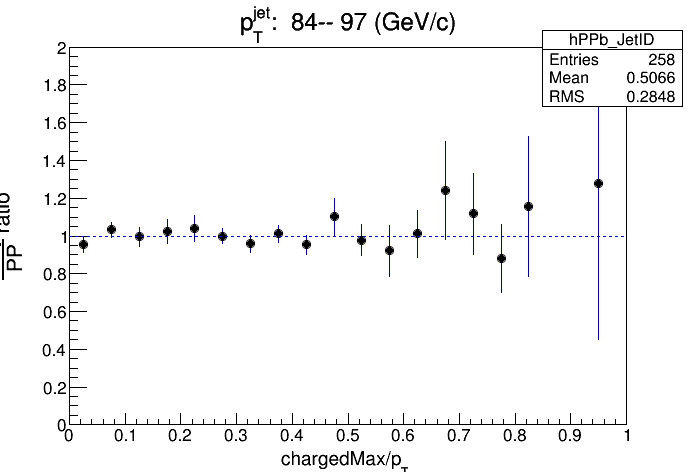 p_T^jet: 84-- 97 (GeV/c)
hPPb_JetID
Entries 258
Mean 0.5066
RMS 0.2848
2
1.8
1.6
1.4
1.2
1
0.8
0.6
0.4
0.2
0
PP ratio
0 0.1 0.2 0.3 0.4 0.5 0.6 0.7 0.8 0.9 1
chargedMax/p_T